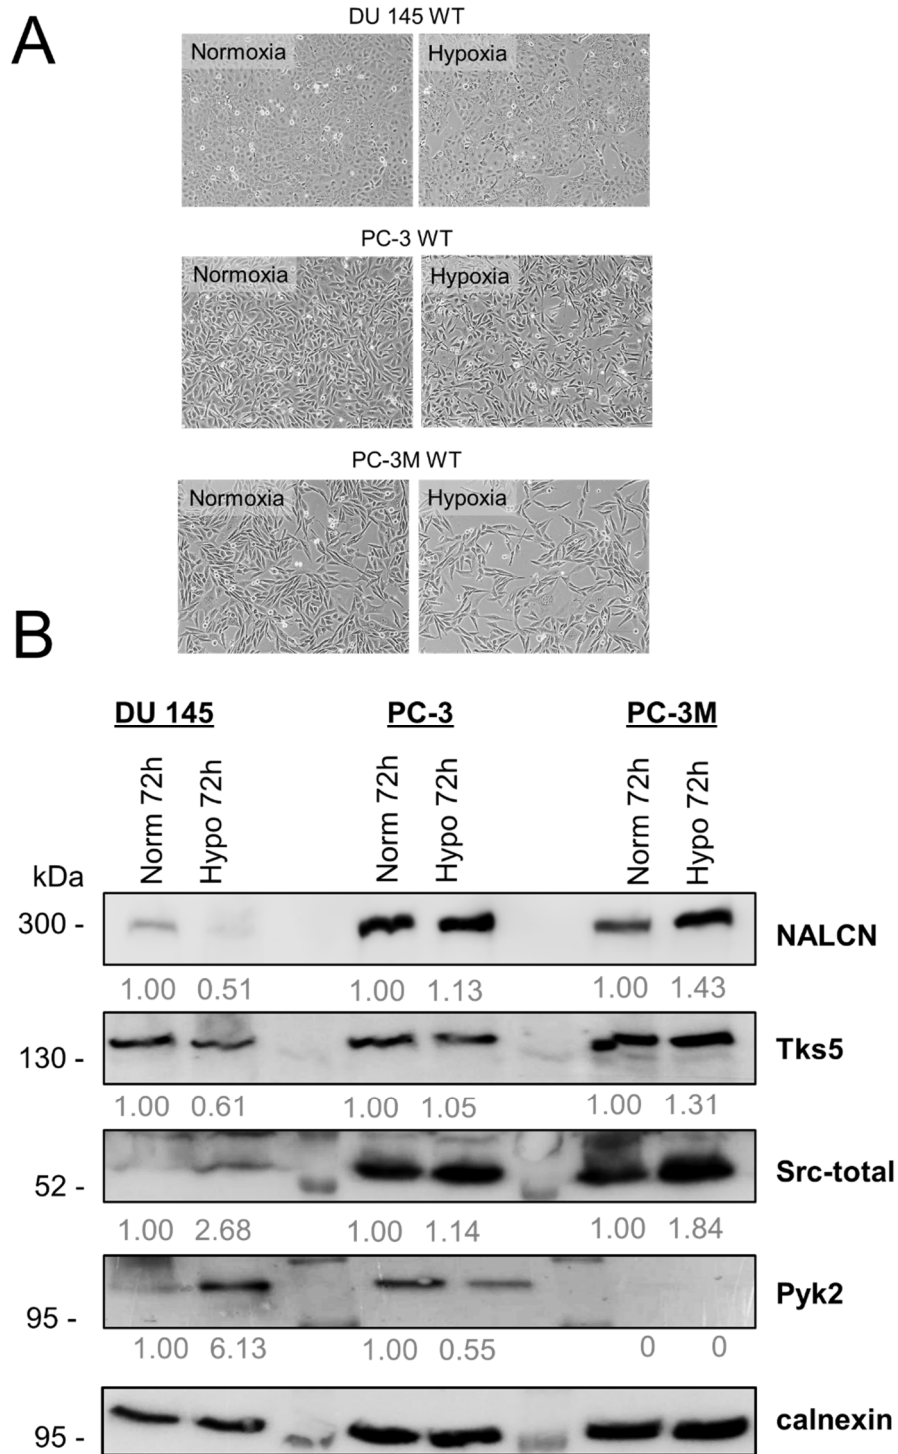 A
DU 145 WT
Normoxia Hypoxia
PC-3 WT
Normoxia Hypoxia
PC-3M WT
Normoxia Hypoxia
B
DU 145 PC-3 PC-3M
Norm 72h Hypo 72h Norm 72h Hypo 72h Norm 72h Hypo 72h
kDa
300 - NALCN
1.00 0.51 1.00 1.13 1.00 1.43
130 - Tks5
1.00 0.61 1.00 1.05 1.00 1.31
52 - Src-total
1.00 2.68 1.00 1.14 1.00 1.84
95 - Pyk2
1.00 6.13 1.00 0.55 0 0
95 - calnexin